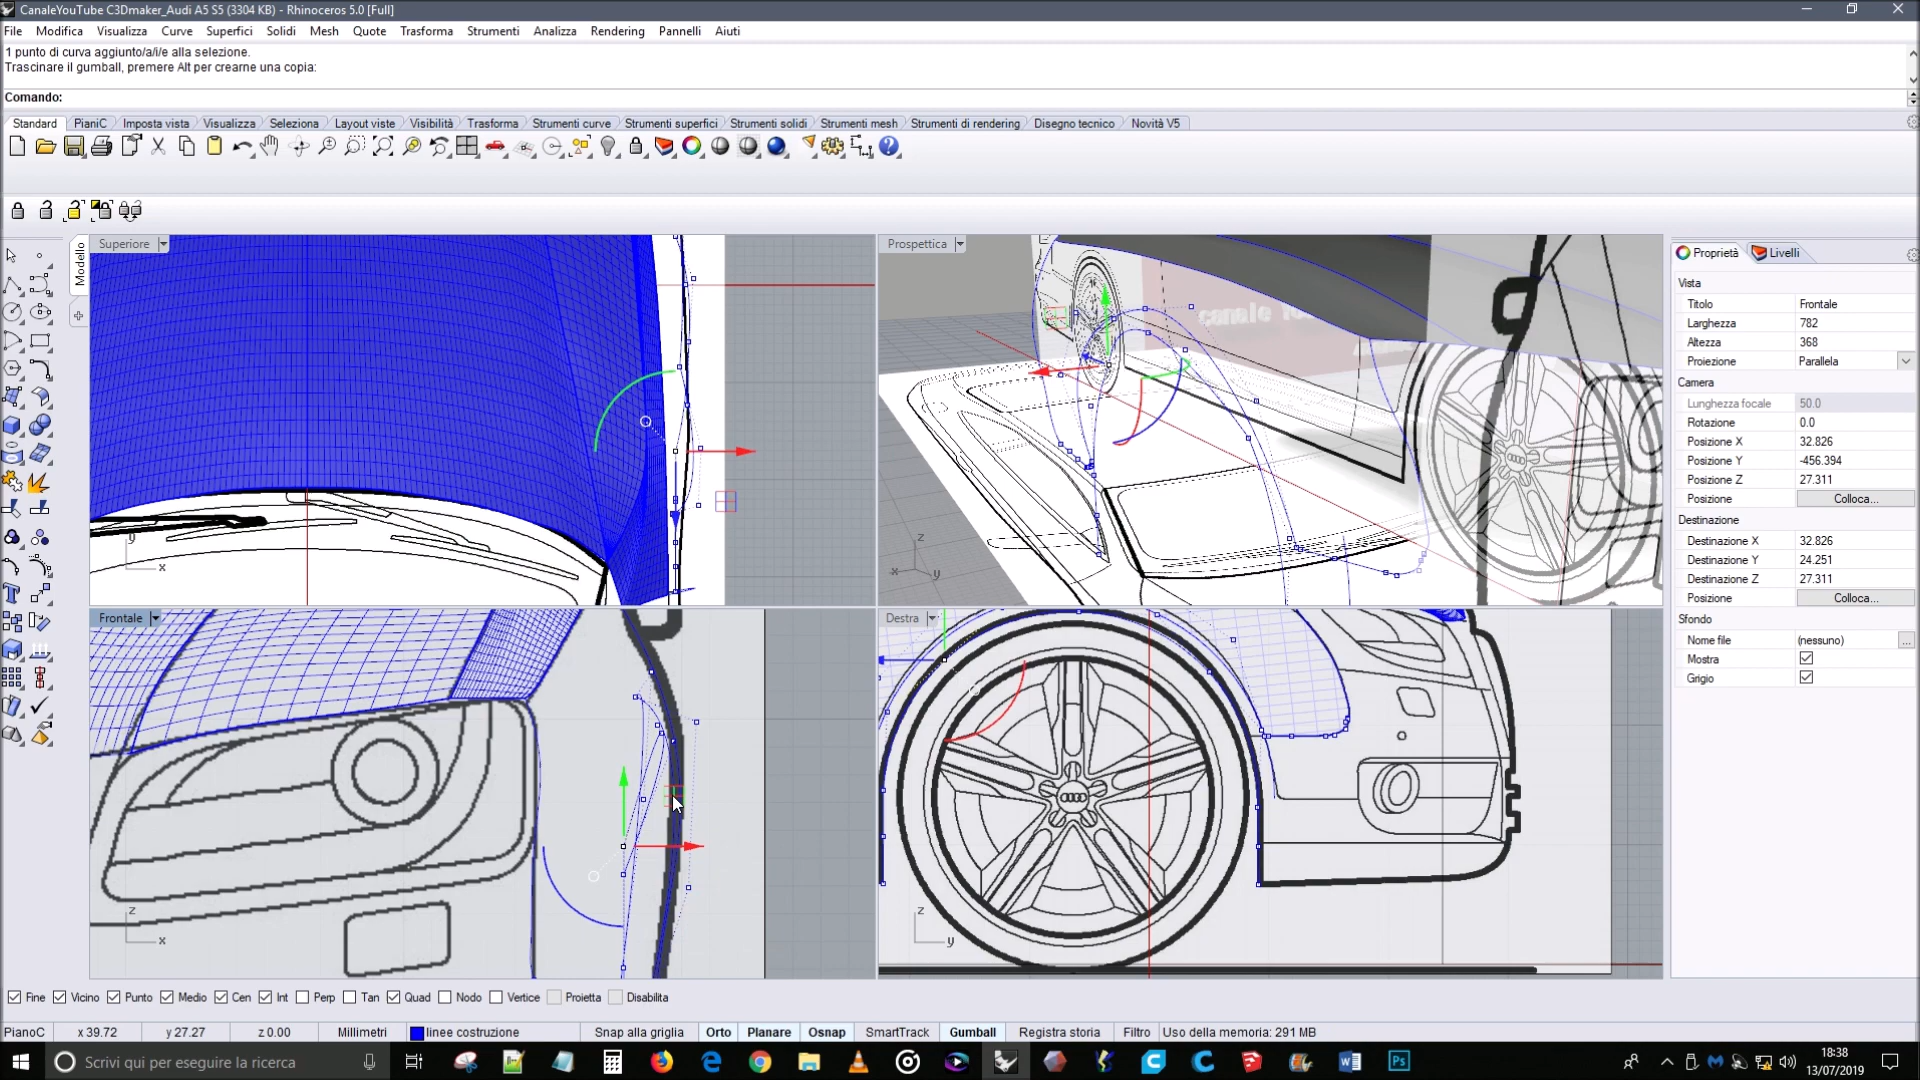 CanaleYouTube C3Dmaker_Audi A5 S5 (3304 KB) - Rhinoceros 5.0 [Full]
File Modifica Visualizza Curve Superfici Solidi Mesh Quote Trasforma Strumenti Analizza Rendering Pannelli Aiuti
1 punto di curva aggiunto/a/i/e alla selezione.
Trascinare il gumball, premere Alt per crearne una copia:
Comando:
Standard PianiC Imposta vista Visualizza Seleziona Layout viste Visibilità Trasforma Strumenti curve Strumenti superfici Strumenti solidi Strumenti mesh Strumenti di rendering Disegno tecnico Novità V5
Modello
Superiore
y
x
Prospettica
canale
z
x
y
Frontale
z
x
Destra
z
y
Proprietà Livelli
Vista
Titolo Frontale
Larghezza 782
Altezza 368
Proiezione Parallela
Camera
Lunghezza focale 50.0
Rotazione 0.0
Posizione X 32.826
Posizione Y -456.394
Posizione Z 27.311
Posizione Colloca...
Destinazione
Destinazione X 32.826
Destinazione Y 24.251
Destinazione Z 27.311
Posizione Colloca...
Sfondo
Nome file (nessuno) ...
Mostra
Grigio
Fine Vicino Punto Medio Cen Int Perp Tan Quad Nodo Vertice Proietta Disabilita
PianoC x 39.72 y 27.27 z 0.00 Millimetri linee costruzione Snap alla griglia Orto Planare Osnap SmartTrack Gumball Registra storia Filtro Uso della memoria: 291 MB
Scrivi qui per eseguire la ricerca
18:38
13/07/2019